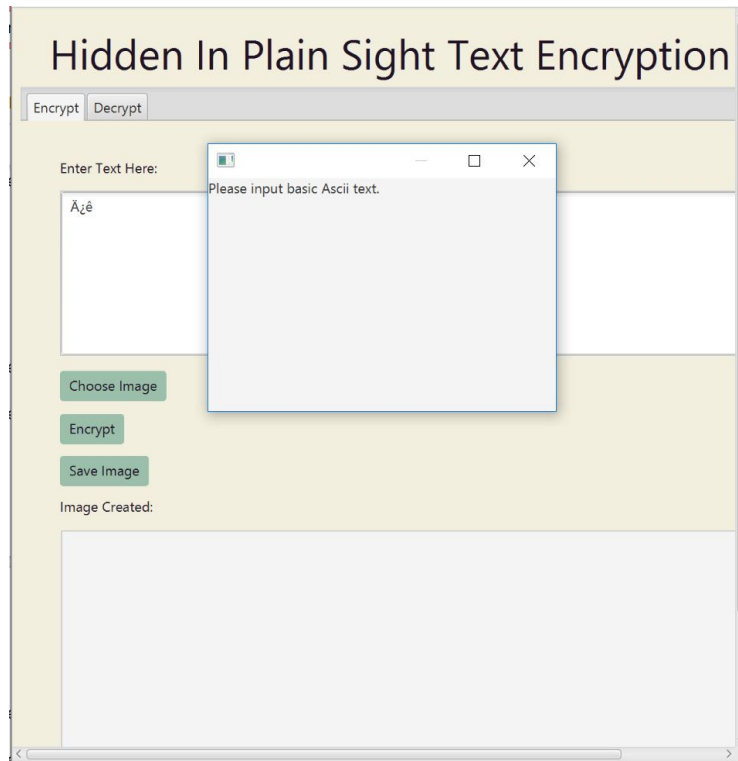 Hidden In Plain Sight Text Encryption
Encrypt Decrypt
Enter Text Here:
Please input basic Ascii text.
Ä¿ê
Choose Image
Encrypt
Save Image
Image Created: